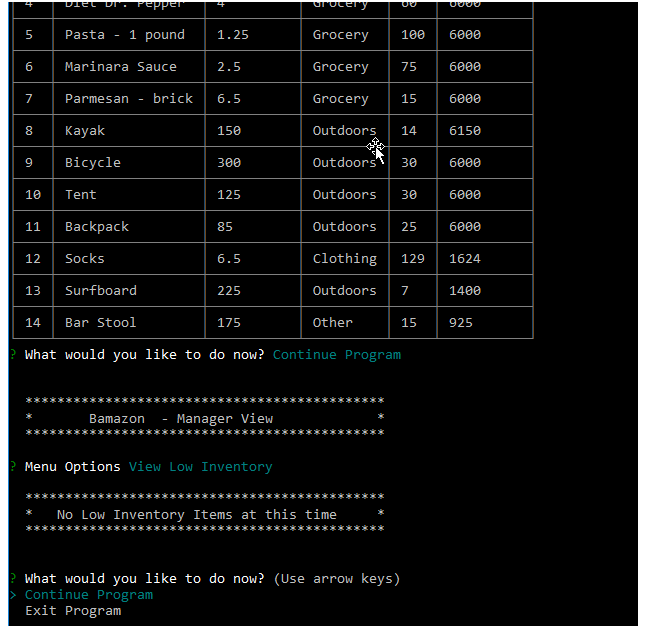 4 Diet Dr. Pepper 4 Grocery 60 6000
5 Pasta - 1 pound 1.25 Grocery 100 6000
6 Marinara Sauce 2.5 Grocery 75 6000
7 Parmesan - brick 6.5 Grocery 15 6000
8 Kayak 150 Outdoors 14 6150
9 Bicycle 300 Outdoors 30 6000
10 Tent 125 Outdoors 30 6000
11 Backpack 85 Outdoors 25 6000
12 Socks 6.5 Clothing 129 1624
13 Surfboard 225 Outdoors 7 1400
14 Bar Stool 175 Other 15 925
? What would you like to do now? Continue Program
*********************************************
* Bamazon  - Manager View *
*********************************************
? Menu Options View Low Inventory
*********************************************
* No Low Inventory Items at this time *
*********************************************
? What would you like to do now? (Use arrow keys)
> Continue Program
Exit Program